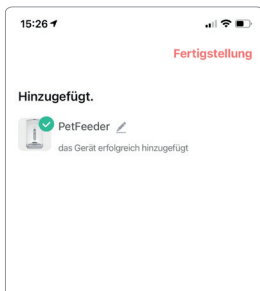 15:26
Fertigstellung
Hinzugefügt.
PetFeeder
das Gerät erfolgreich hinzugefügt